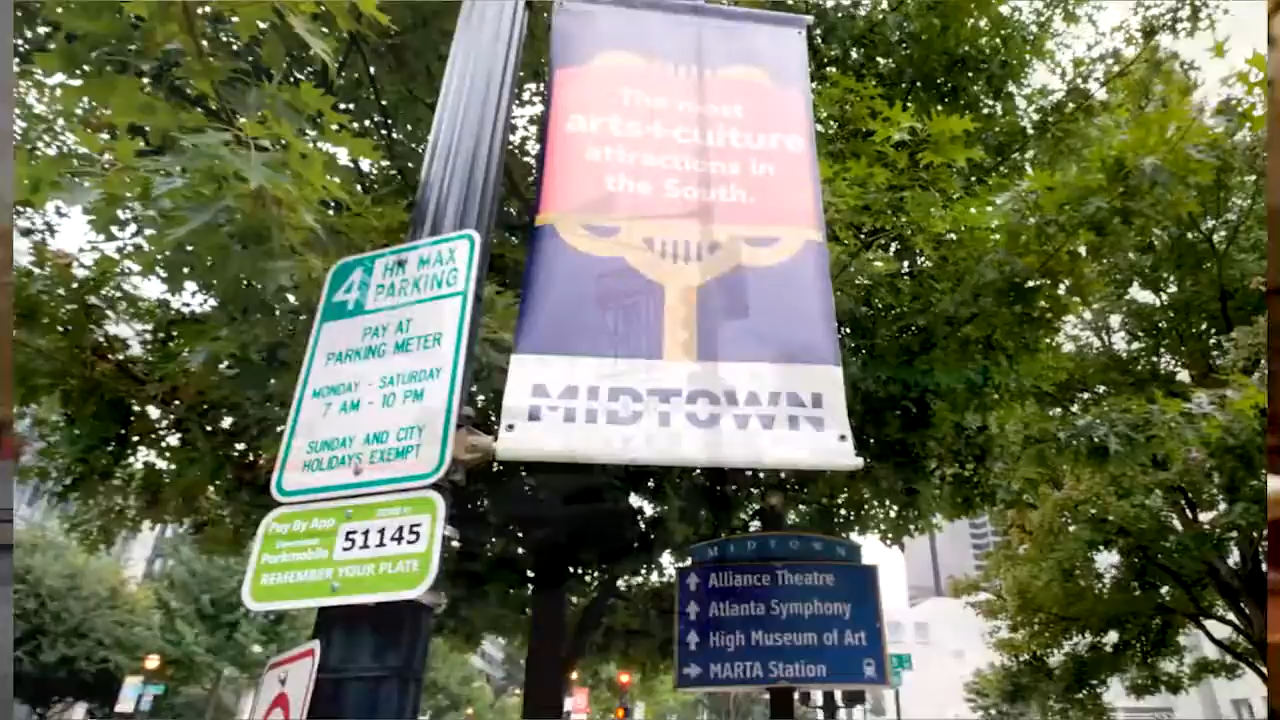 The most
arts+culture
attractions in
the South.
MIDTOWN
4 HR MAX
PARKING
PAY AT
PARKING METER
MONDAY - SATURDAY
7 AM - 10 PM
SUNDAY AND CITY
HOLIDAYS EXEMPT
Pay By App
Parkmobile
51145
REMEMBER YOUR PLATE
MIDTOWN
Alliance Theatre
Atlanta Symphony
High Museum of Art
MARTA Station